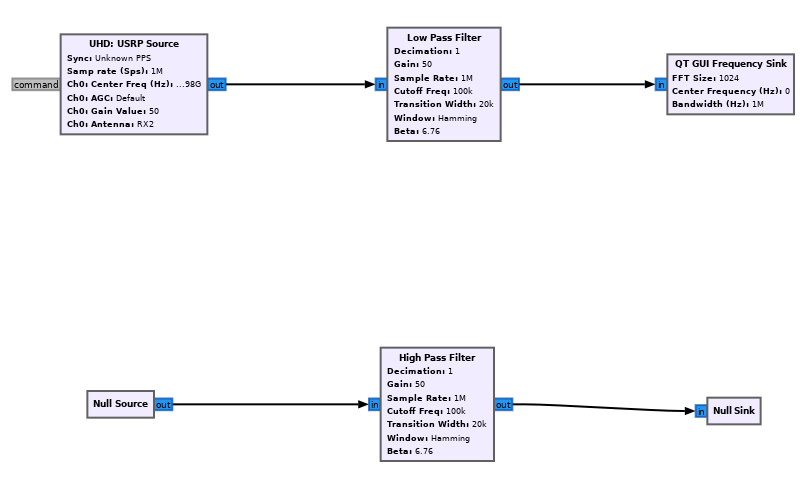 command
UHD: USRP Source
Sync: Unknown PPS
Samp rate (Sps): 1M
Ch0: Center Freq (Hz): ...98G
Ch0: AGC: Default
Ch0: Gain Value: 50
Ch0: Antenna: RX2
out
in
Low Pass Filter
Decimation: 1
Gain: 50
Sample Rate: 1M
Cutoff Freq: 100k
Transition Width: 20k
Window: Hamming
Beta: 6.76
out
in
QT GUI Frequency Sink
FFT Size: 1024
Center Frequency (Hz): 0
Bandwidth (Hz): 1M
Null Source
out
in
High Pass Filter
Decimation: 1
Gain: 50
Sample Rate: 1M
Cutoff Freq: 100k
Transition Width: 20k
Window: Hamming
Beta: 6.76
out
in
Null Sink